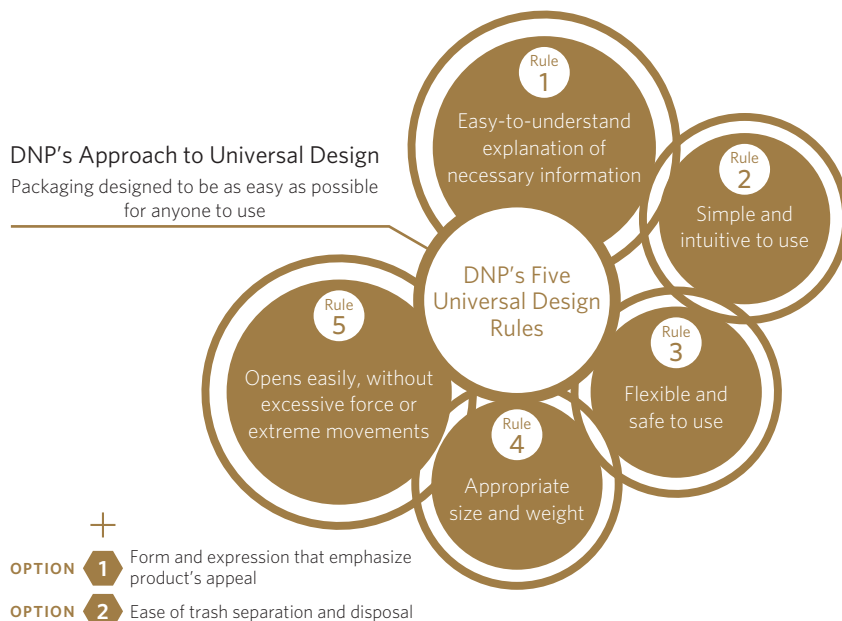 DNP's Approach to Universal Design
Packaging designed to be as easy as possible
for anyone to use
DNP's Five
Universal Design
Rules
Rule
1
Easy-to-understand
explanation of
necessary information
Rule
2
Simple and
intuitive to use
Rule
3
Flexible and
safe to use
Rule
4
Appropriate
size and weight
Rule
5
Opens easily, without
excessive force or
extreme movements
+
OPTION 1 Form and expression that emphasize
product's appeal
OPTION 2 Ease of trash separation and disposal